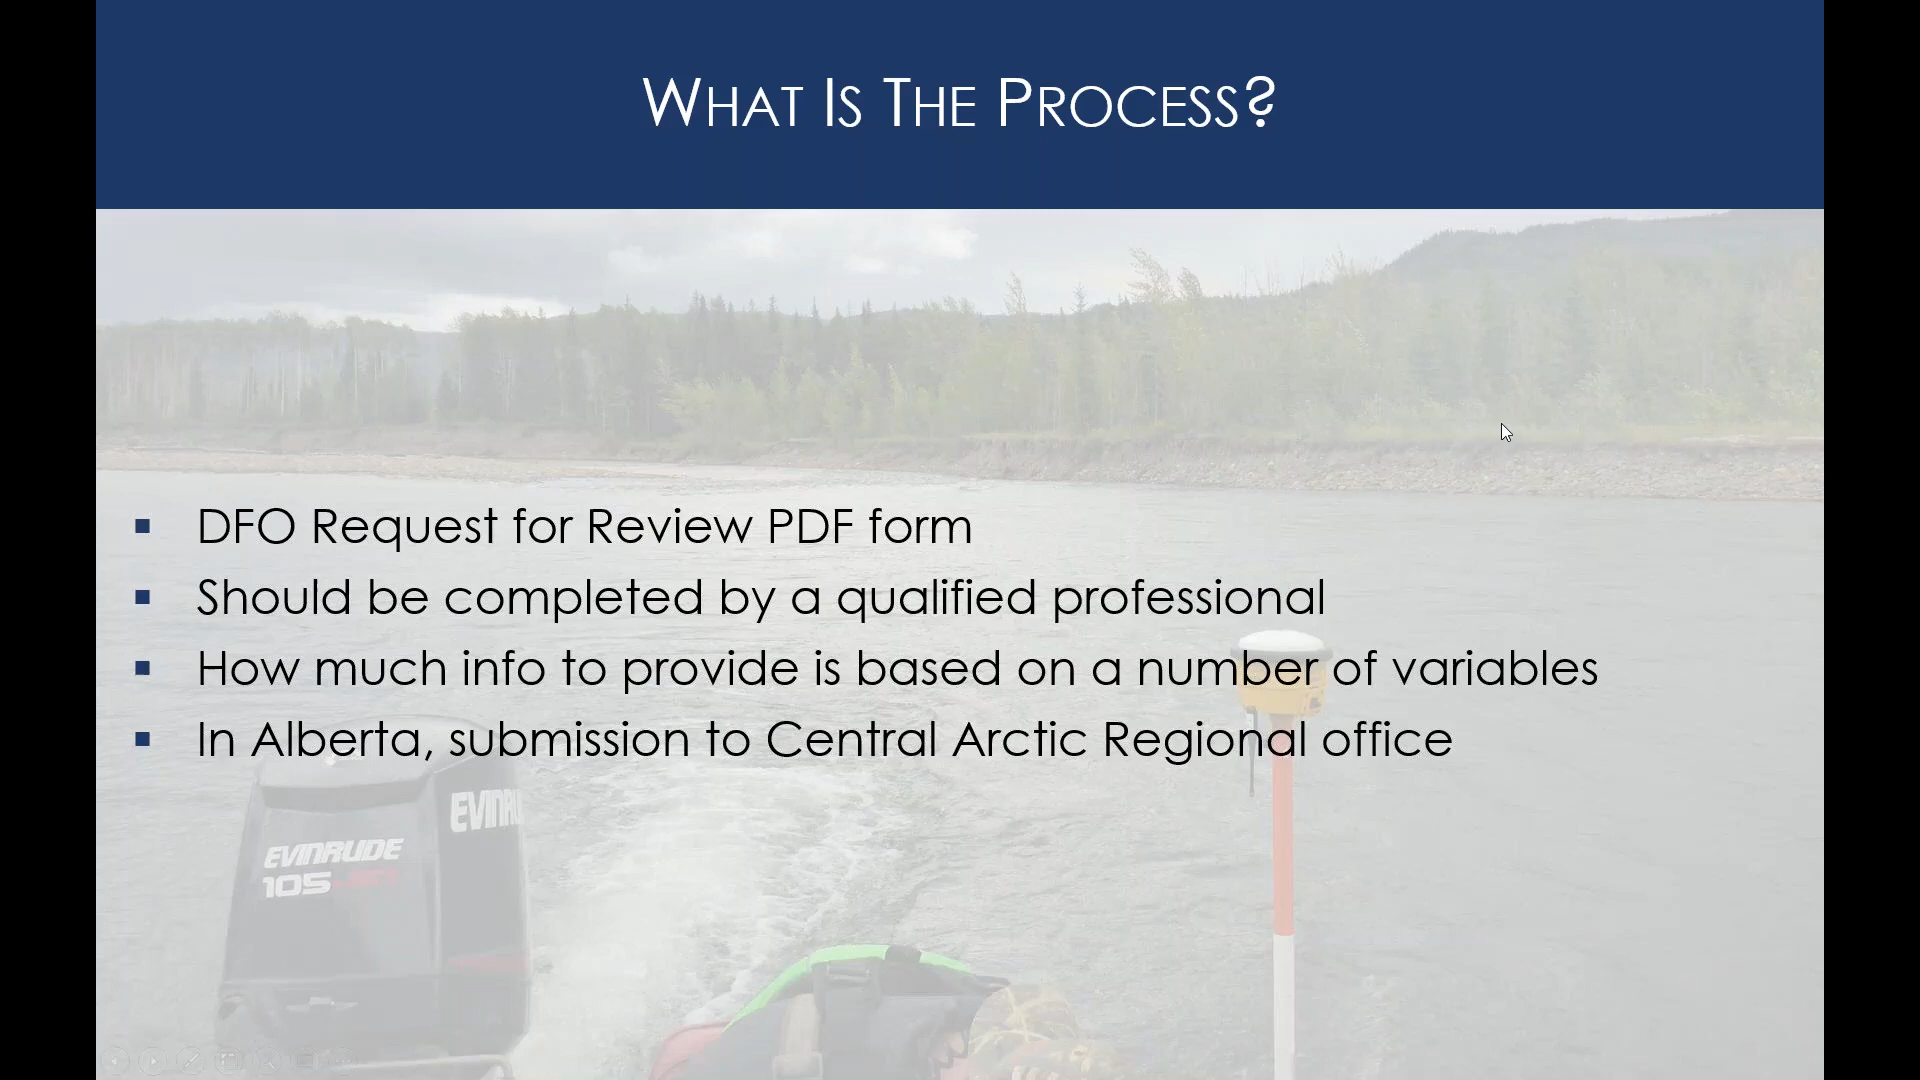 What Is The Process?
DFO Request for Review PDF form
Should be completed by a qualified professional
How much info to provide is based on a number of variables
In Alberta, submission to Central Arctic Regional office
EVINRU
EVINRUDE
105 JET